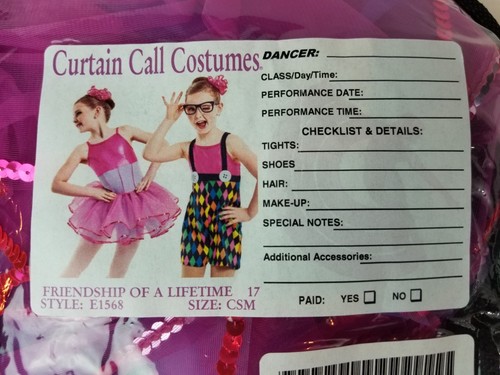 Curtain Call Costumes®
FRIENDSHIP OF A LIFETIME 17
STYLE: E1568 SIZE: CSM
DANCER:
CLASS/Day/Time:
PERFORMANCE DATE:
PERFORMANCE TIME:
CHECKLIST & DETAILS:
TIGHTS:
SHOES
HAIR:
MAKE-UP:
SPECIAL NOTES:
Additional Accessories:
PAID: YES NO